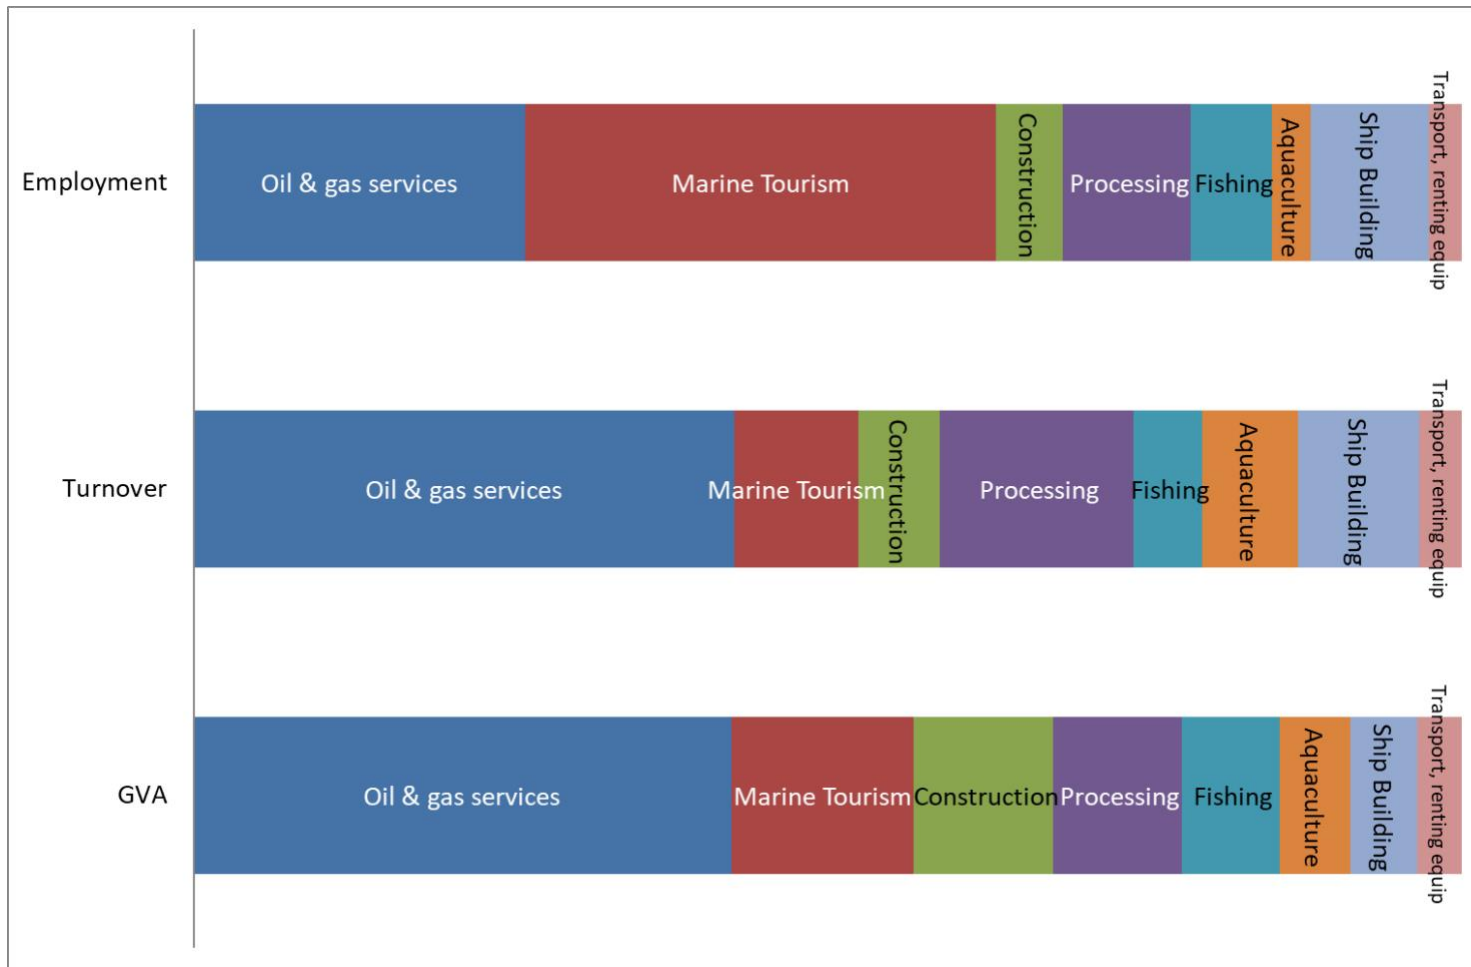 Employment
Oil & gas services
Marine Tourism
Construction
Processing
Fishing
Aquaculture
Ship Building
Transport, renting equip
Turnover
Oil & gas services
Marine Tourism
Construction
Processing
Fishing
Aquaculture
Ship Building
Transport, renting equip
GVA
Oil & gas services
Marine Tourism
Construction
Processing
Fishing
Aquaculture
Ship Building
Transport, renting equip